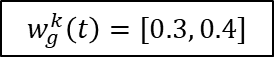 $w_g^k(t) = [0.3, 0.4]$